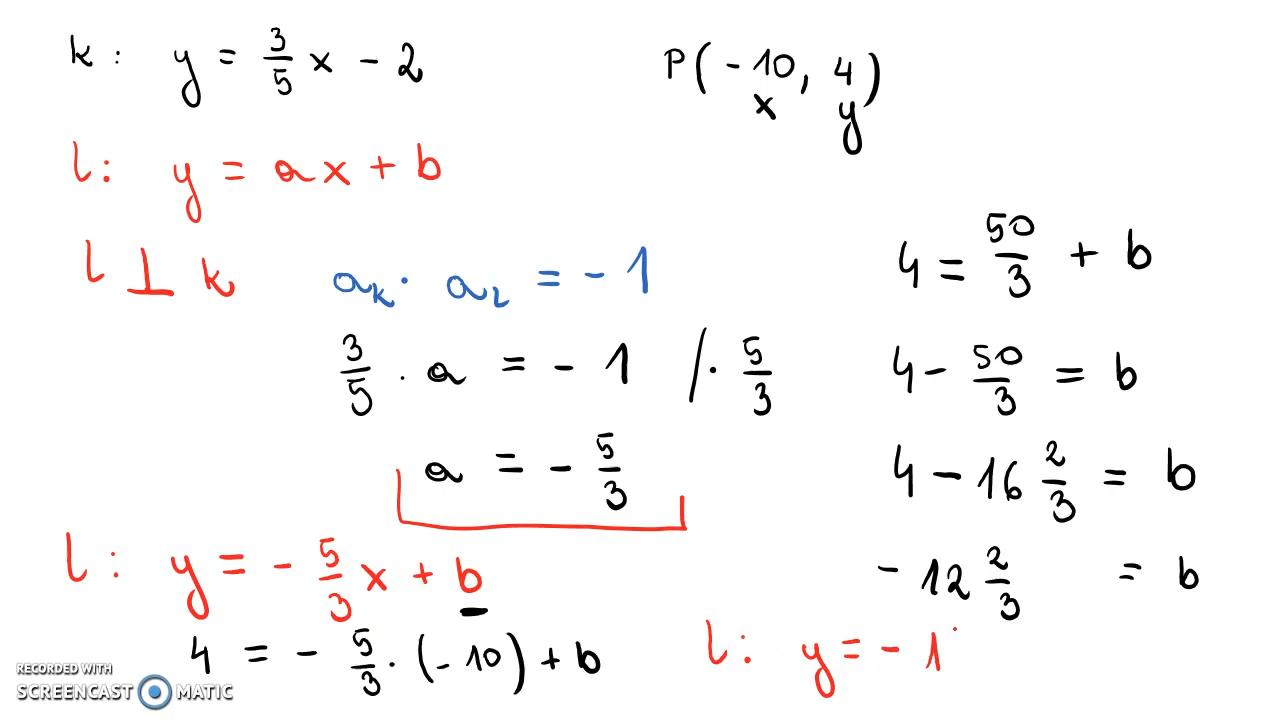 k: y = 3/5 x - 2
P(-10, 4)
x y
l: y = ax + b
l ⊥ k
a_k · a_l = -1
3/5 · a = -1 /· 5/3
a = - 5/3
l: y = - 5/3 x + b
4 = - 5/3 · (-10) + b
4 = 50/3 + b
4 - 50/3 = b
4 - 16 2/3 = b
- 12 2/3 = b
l: y = - 1
RECORDED WITH
SCREENCAST MATIC